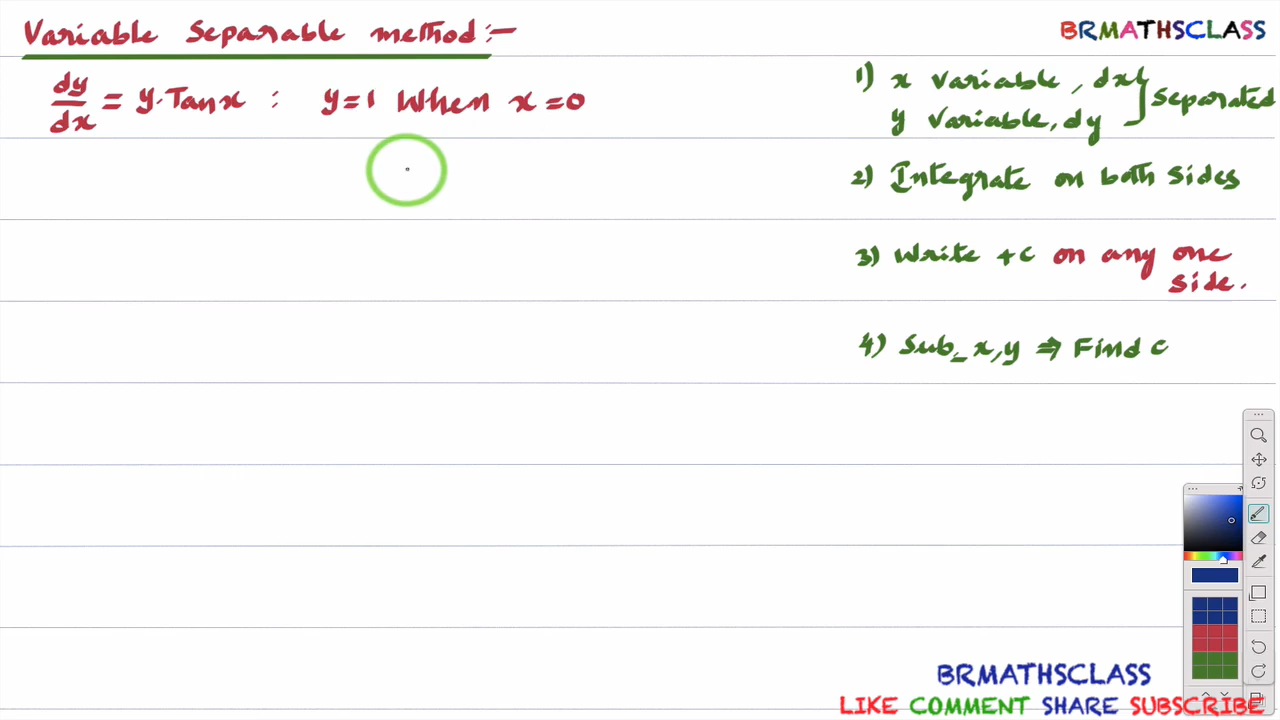 Variable Separable method :-
BRMATHSCLASS
dy/dx = y.Tanx : y=1 When x=0
1) x Variable, dx } Separated
y Variable, dy
2) Integrate on both sides
3) Write +c on any one
side.
4) Sub_ x,y ⇒ Find c
BRMATHSCLASS
LIKE COMMENT SHARE SUBSCRIBE